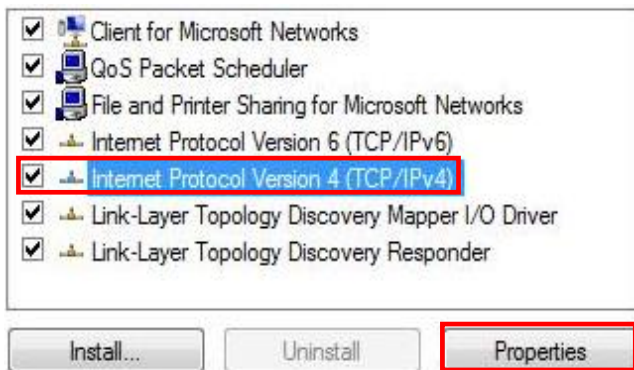 Client for Microsoft Networks
QoS Packet Scheduler
File and Printer Sharing for Microsoft Networks
Internet Protocol Version 6 (TCP/IPv6)
Internet Protocol Version 4 (TCP/IPv4)
Link-Layer Topology Discovery Mapper I/O Driver
Link-Layer Topology Discovery Responder
Install... Uninstall Properties